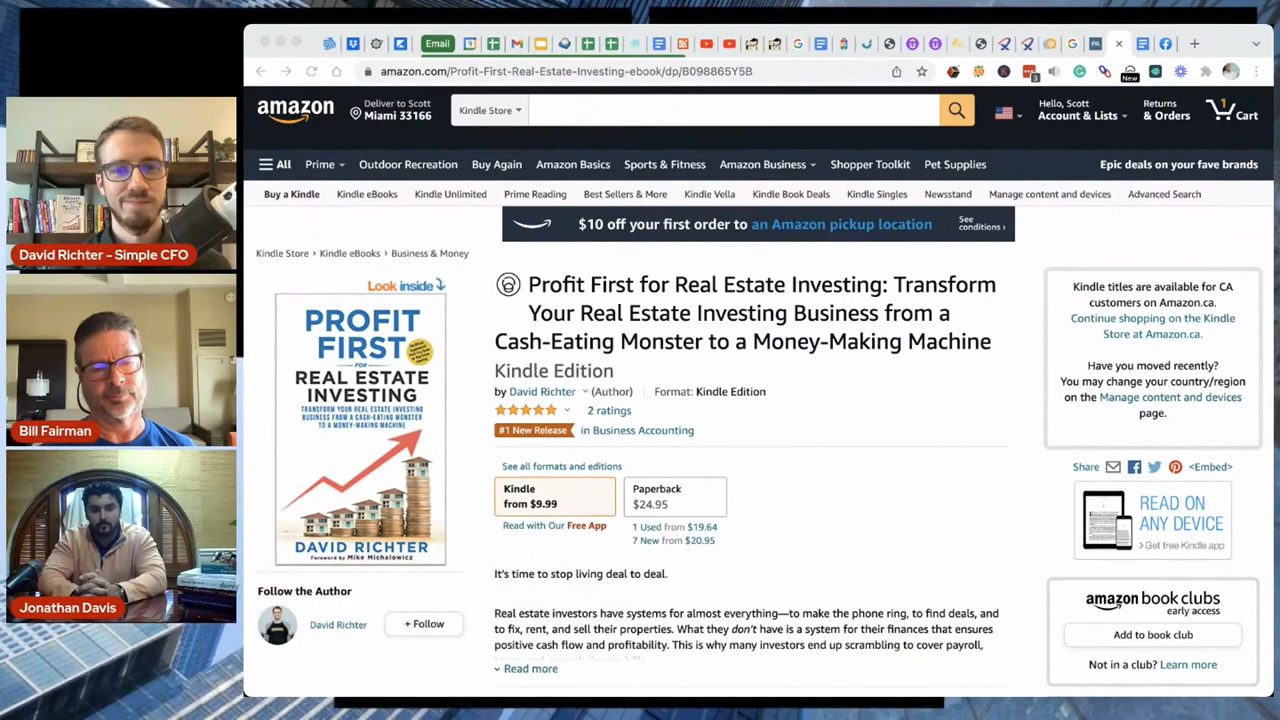 Email
amazon.com/Profit-First-Real-Estate-Investing-ebook/dp/B098865Y5B
3
New
amazon
Deliver to Scott
Miami 33166
Kindle Store
Hello, Scott
Account & Lists
Returns
& Orders
1
Cart
All
Prime
Outdoor Recreation
Buy Again
Amazon Basics
Sports & Fitness
Amazon Business
Shopper Toolkit
Pet Supplies
Epic deals on your fave brands
Buy a Kindle
Kindle eBooks
Kindle Unlimited
Prime Reading
Best Sellers & More
Kindle Vella
Kindle Book Deals
Kindle Singles
Newsstand
Manage content and devices
Advanced Search
$10 off your first order to an Amazon pickup location
See
conditions ›
Kindle Store › Kindle eBooks › Business & Money
Look inside
PROFIT
FIRST
FOR
REAL ESTATE
INVESTING
TRANSFORM YOUR REAL ESTATE INVESTING
BUSINESS FROM A CASH-EATING MONSTER
TO A MONEY-MAKING MACHINE
DAVID RICHTER
Foreword by Mike Michalowicz
Follow the Author
David Richter
+ Follow
Profit First for Real Estate Investing: Transform
Your Real Estate Investing Business from a
Cash-Eating Monster to a Money-Making Machine
Kindle Edition
by David Richter (Author) Format: Kindle Edition
2 ratings
#1 New Release in Business Accounting
See all formats and editions
Kindle
from $9.99
Read with Our Free App
Paperback
$24.95
1 Used from $19.64
7 New from $20.95
It's time to stop living deal to deal.
Real estate investors have systems for almost everything—to make the phone ring, to find deals, and
to fix, rent, and sell their properties. What they don't have is a system for their finances that ensures
positive cash flow and profitability. This is why many investors end up scrambling to cover payroll,
Read more
Kindle titles are available for CA
customers on Amazon.ca.
Continue shopping on the Kindle
Store at Amazon.ca.
Have you moved recently?
You may change your country/region
on the Manage content and devices
page.
Share
<Embed>
READ ON
ANY DEVICE
› Get free Kindle app
amazon book clubs
early access
Add to book club
Not in a club? Learn more
PROFIT
FIRST
David Richter - Simple CFO
Bill Fairman
Jonathan Davis